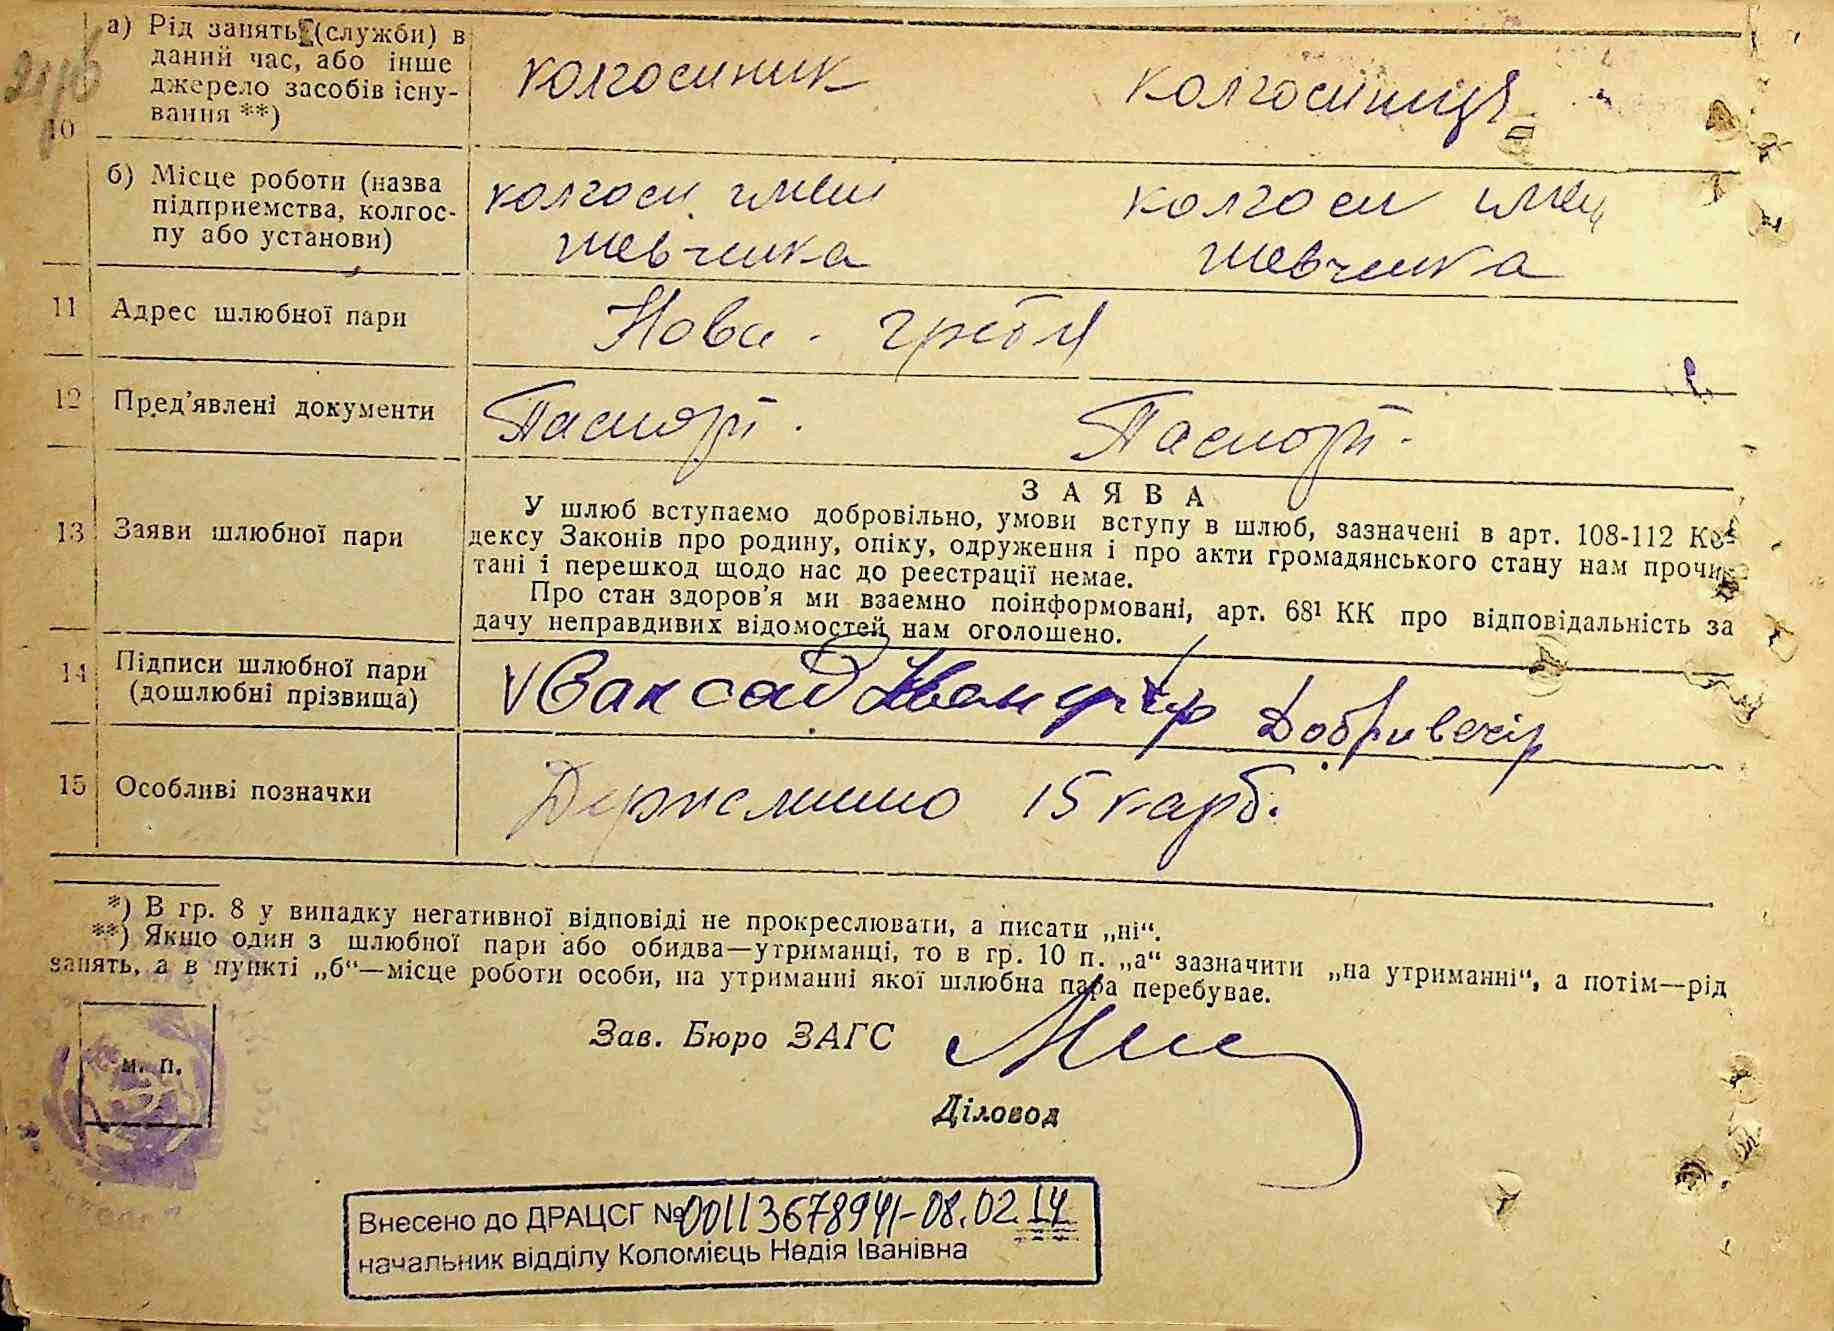 а) Рід занять (служби) в
даний час, або інше
джерело засобів існу-
вання **)
10
колгоспник
колгоспниця
б) Місце роботи (назва
підприємства, колгос-
пу або установи)
колгосп імені
Шевченка
колгосп імені
Шевченка
11 Адрес шлюбної пари
Нова-гребля
12 Пред'явлені документи
Паспорт.
Паспорт.
13 Заяви шлюбної пари
ЗАЯВА
У шлюб вступаємо добровільно, умови вступу в шлюб, зазначені в арт. 108-112 Ко-
дексу Законів про родину, опіку, одруження і про акти громадянського стану нам прочи-
тані і перешкод щодо нас до реєстрації немає.
Про стан здоров'я ми взаємно поінформовані, арт. 68¹ КК про відповідальність за
дачу неправдивих відомостей нам оголошено.
14 Підписи шлюбної пари
(дошлюбні прізвища)
Добривечір
15 Особливі позначки
Держмито 15 карб.
*) В гр. 8 у випадку негативної відповіді не прокреслювати, а писати „ні“.
**) Якщо один з шлюбної пари або обидва—утриманці, то в гр. 10 п. „а“ зазначити „на утриманні“, а потім—рід
занять, а в пункті „б“—місце роботи особи, на утриманні якої шлюбна пара перебуває.
м. п.
Зав. Бюро ЗАГС
Діловод
Внесено до ДРАЦСГ №00113678941-08.02.14
начальник відділу Коломієць Надія Іванівна